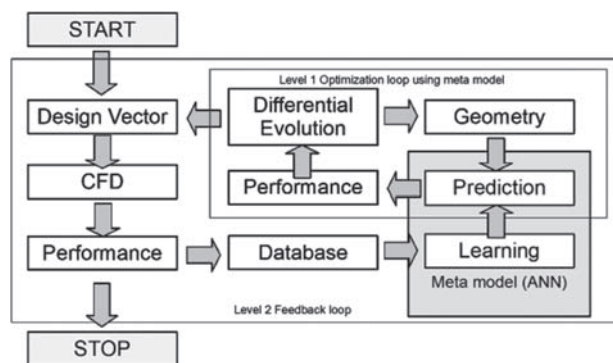 START
Level 1 Optimization loop using meta model
Design Vector
Differential
Evolution
Geometry
CFD
Performance
Prediction
Performance
Database
Learning
Meta model (ANN)
Level 2 Feedback loop
STOP